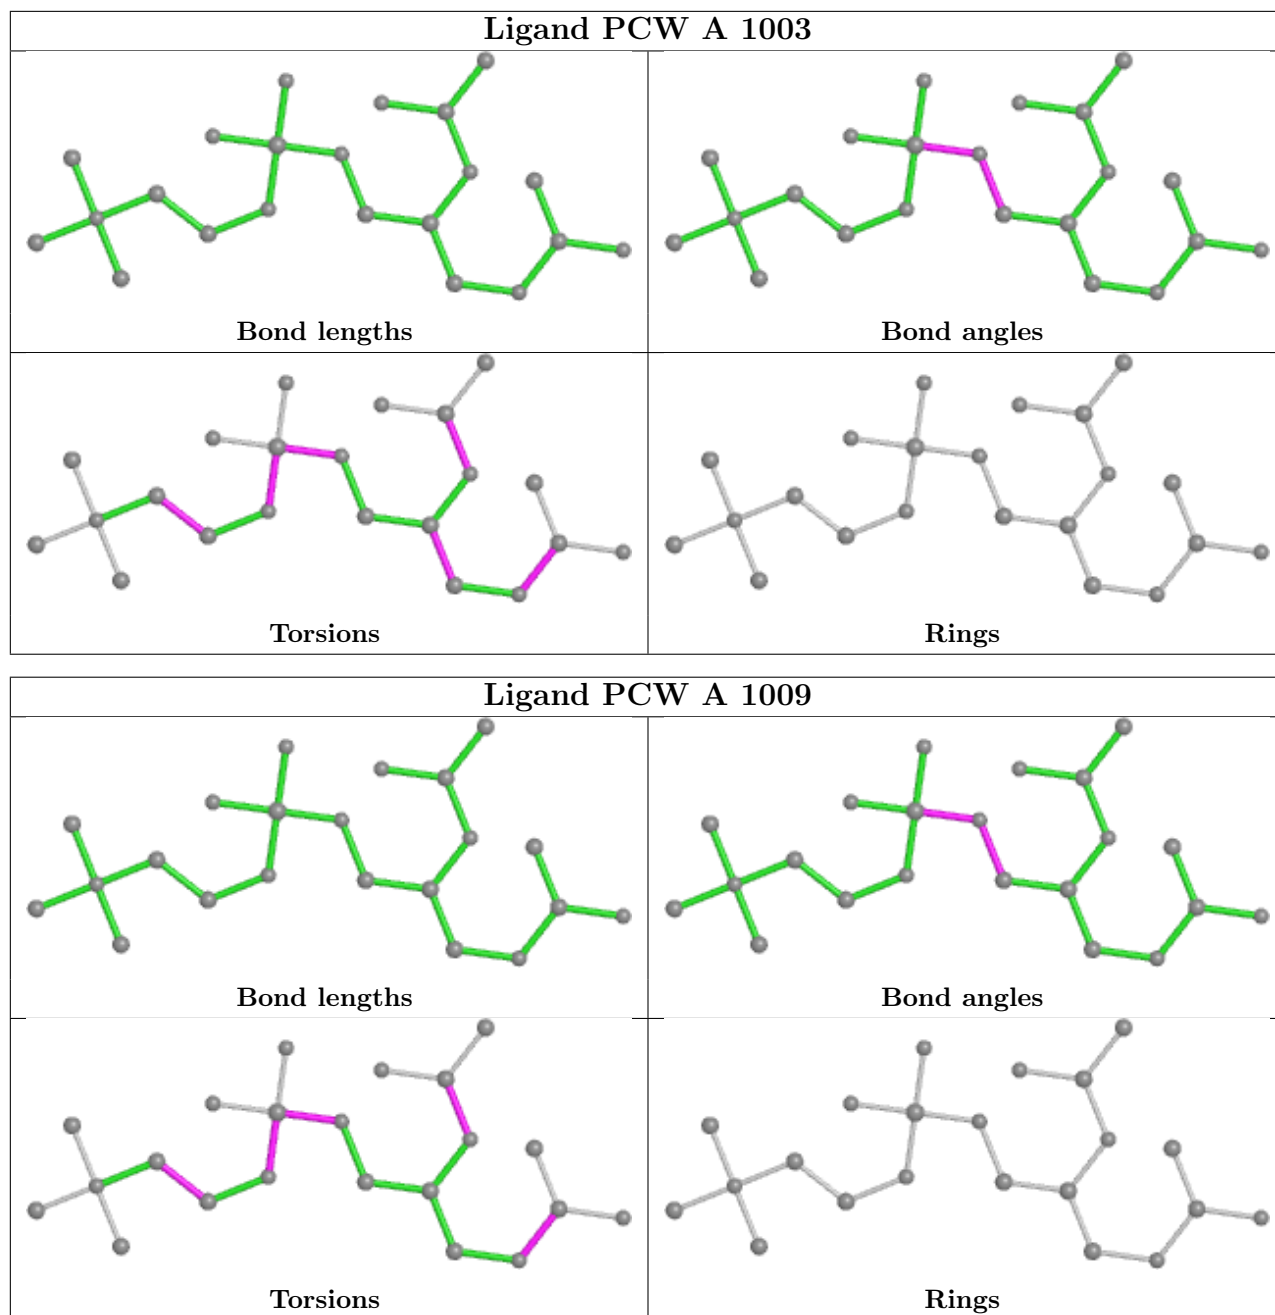 Ligand PCW A 1003
Bond lengths
Bond angles
Torsions
Rings
Ligand PCW A 1009
Bond lengths
Bond angles
Torsions
Rings